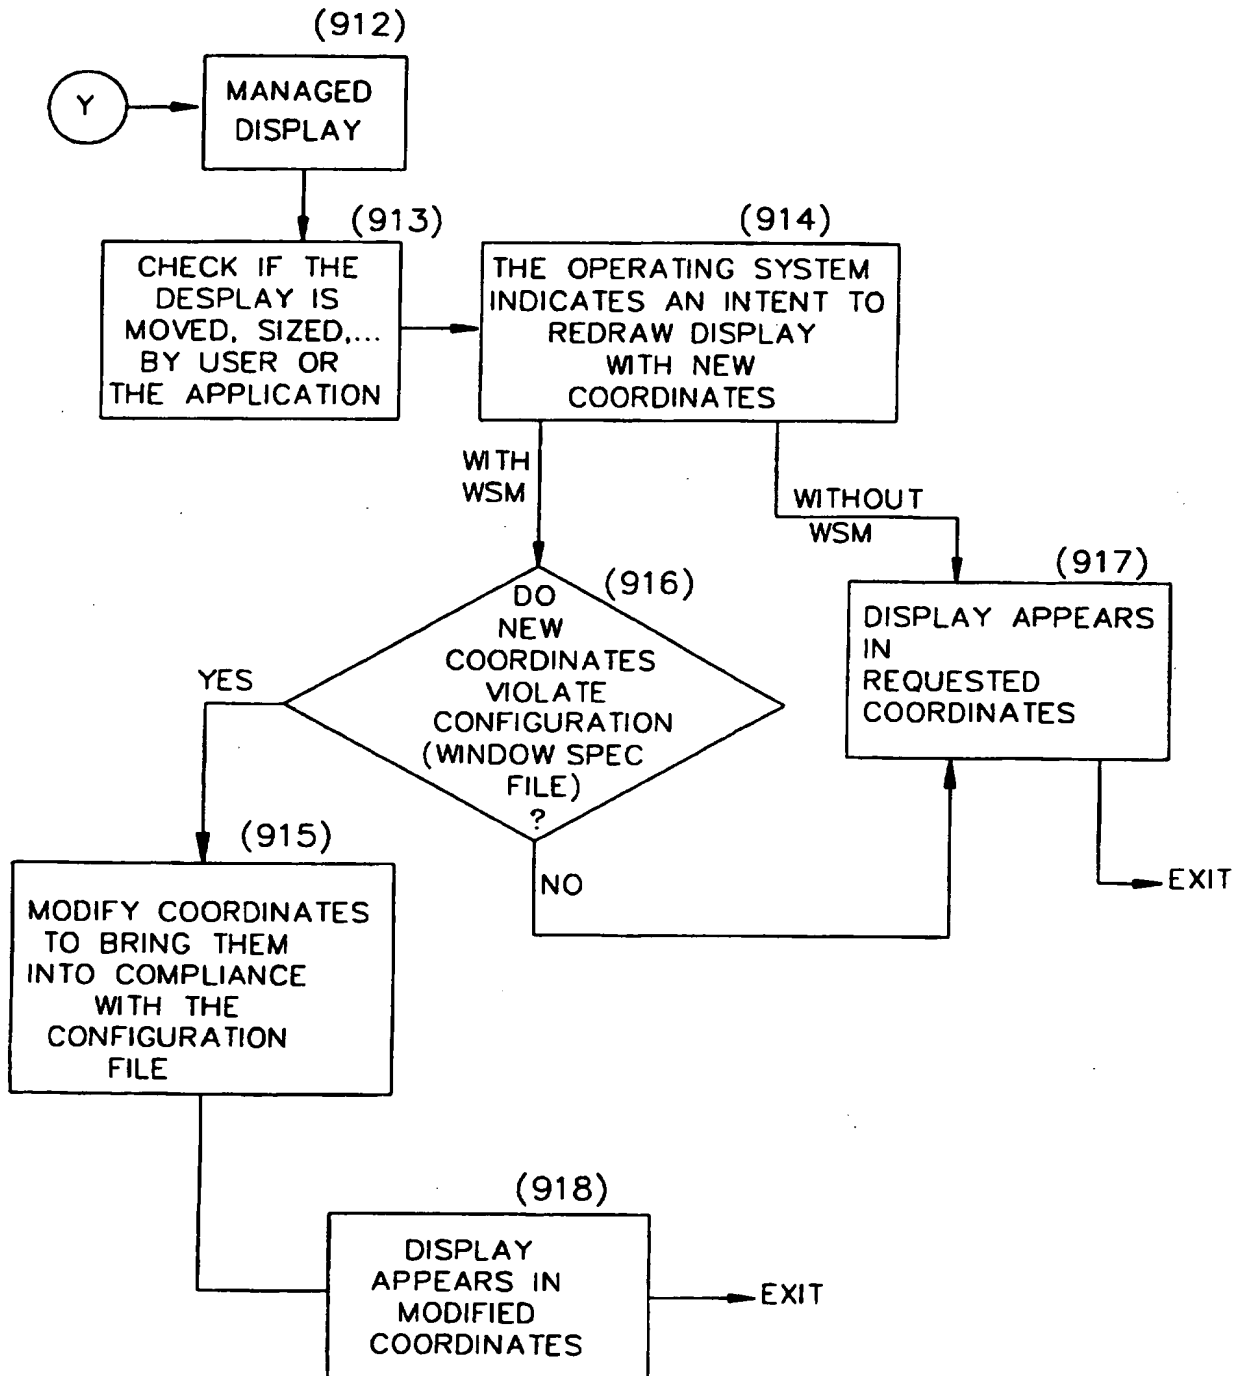 (912)
Y
MANAGED
DISPLAY
(913)
CHECK IF THE
DESPLAY IS
MOVED, SIZED,...
BY USER OR
THE APPLICATION
(914)
THE OPERATING SYSTEM
INDICATES AN INTENT TO
REDRAW DISPLAY
WITH NEW
COORDINATES
WITH
WSM
WITHOUT
WSM
(916)
DO
NEW
COORDINATES
VIOLATE
CONFIGURATION
(WINDOW SPEC
FILE)
?
YES
NO
(917)
DISPLAY APPEARS
IN
REQUESTED
COORDINATES
EXIT
(915)
MODIFY COORDINATES
TO BRING THEM
INTO COMPLIANCE
WITH THE
CONFIGURATION
FILE
(918)
DISPLAY
APPEARS IN
MODIFIED
COORDINATES
EXIT